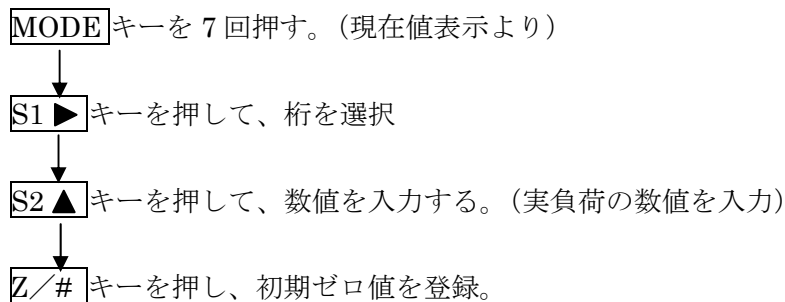 MODE キーを 7 回押す。（現在値表示より）
S1 ▶ キーを押して、桁を選択
S2 ▲ キーを押して、数値を入力する。（実負荷の数値を入力）
Z／# キーを押し、初期ゼロ値を登録。